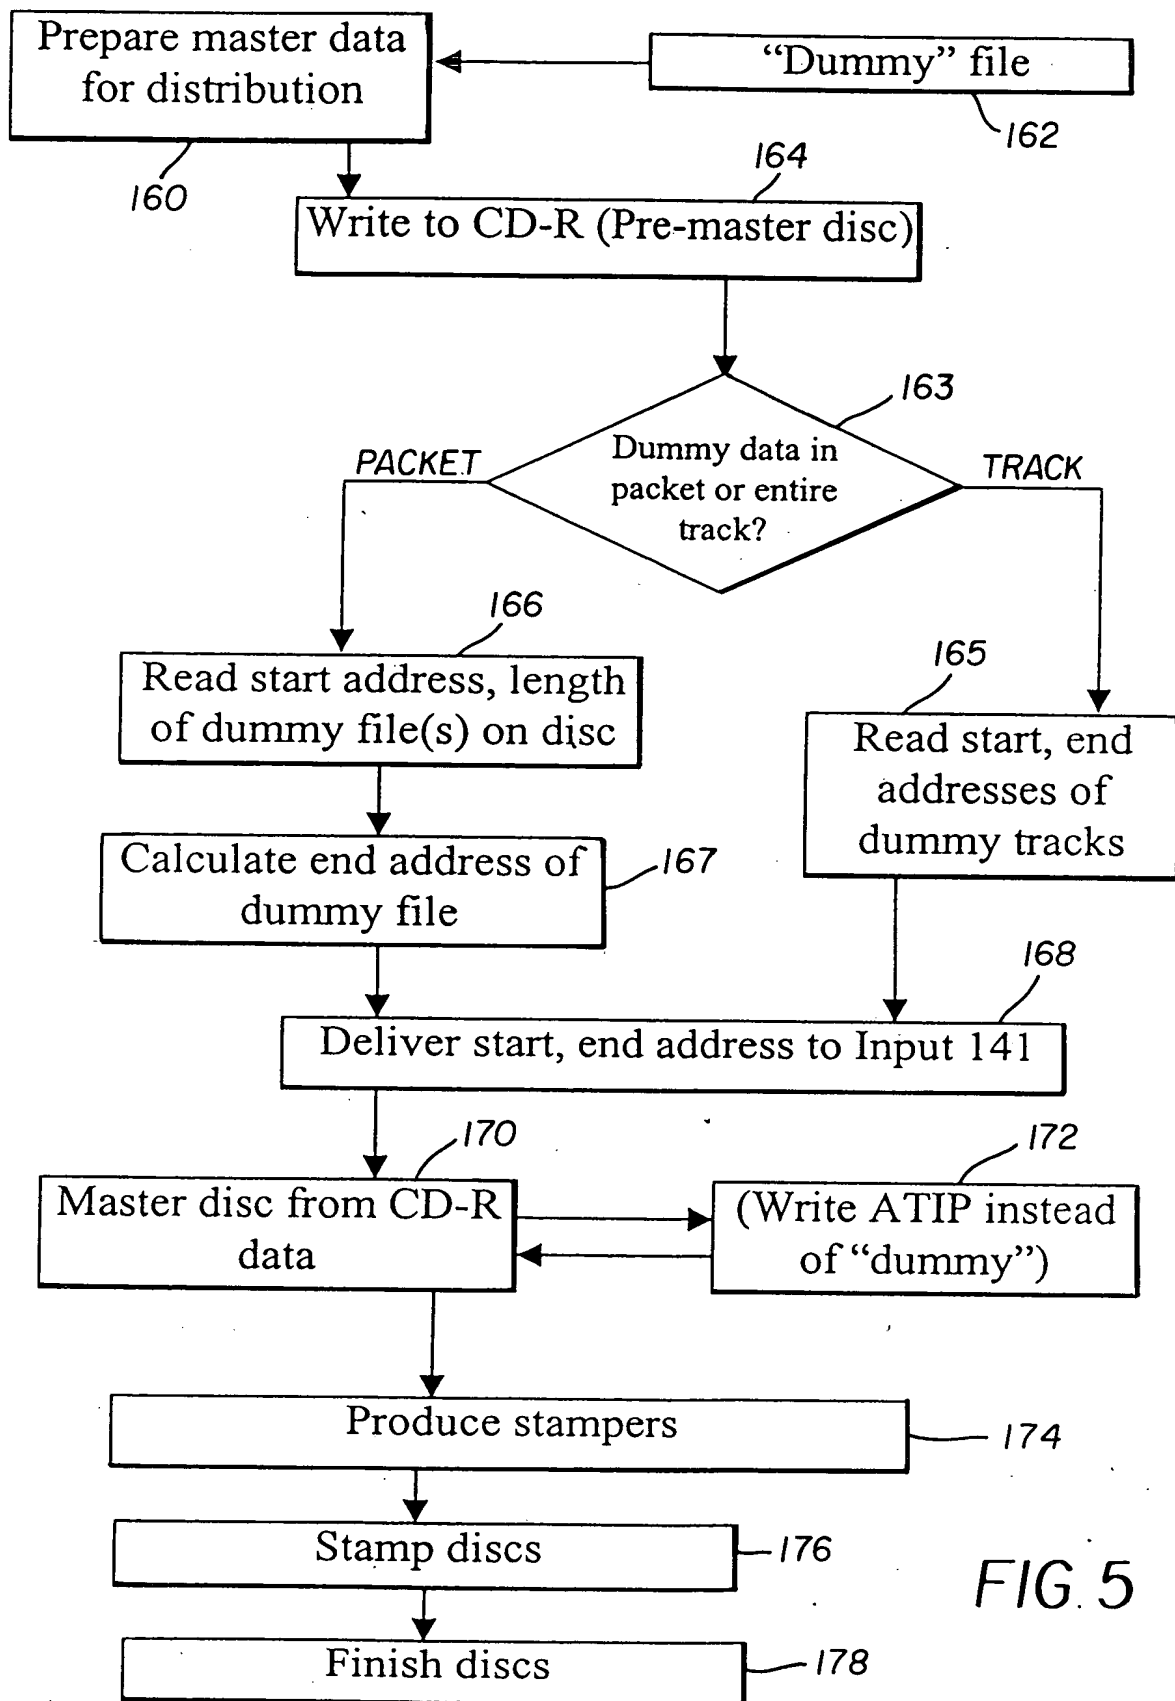 Prepare master data
for distribution
"Dummy" file
162
160
164
Write to CD-R (Pre-master disc)
163
Dummy data in
packet or entire
track?
PACKET
TRACK
166
Read start address, length
of dummy file(s) on disc
165
Read start, end
addresses of
dummy tracks
Calculate end address of
dummy file
167
168
Deliver start, end address to Input 141
170
Master disc from CD-R
data
172
(Write ATIP instead
of "dummy")
Produce stampers
174
Stamp discs
176
FIG. 5
Finish discs
178